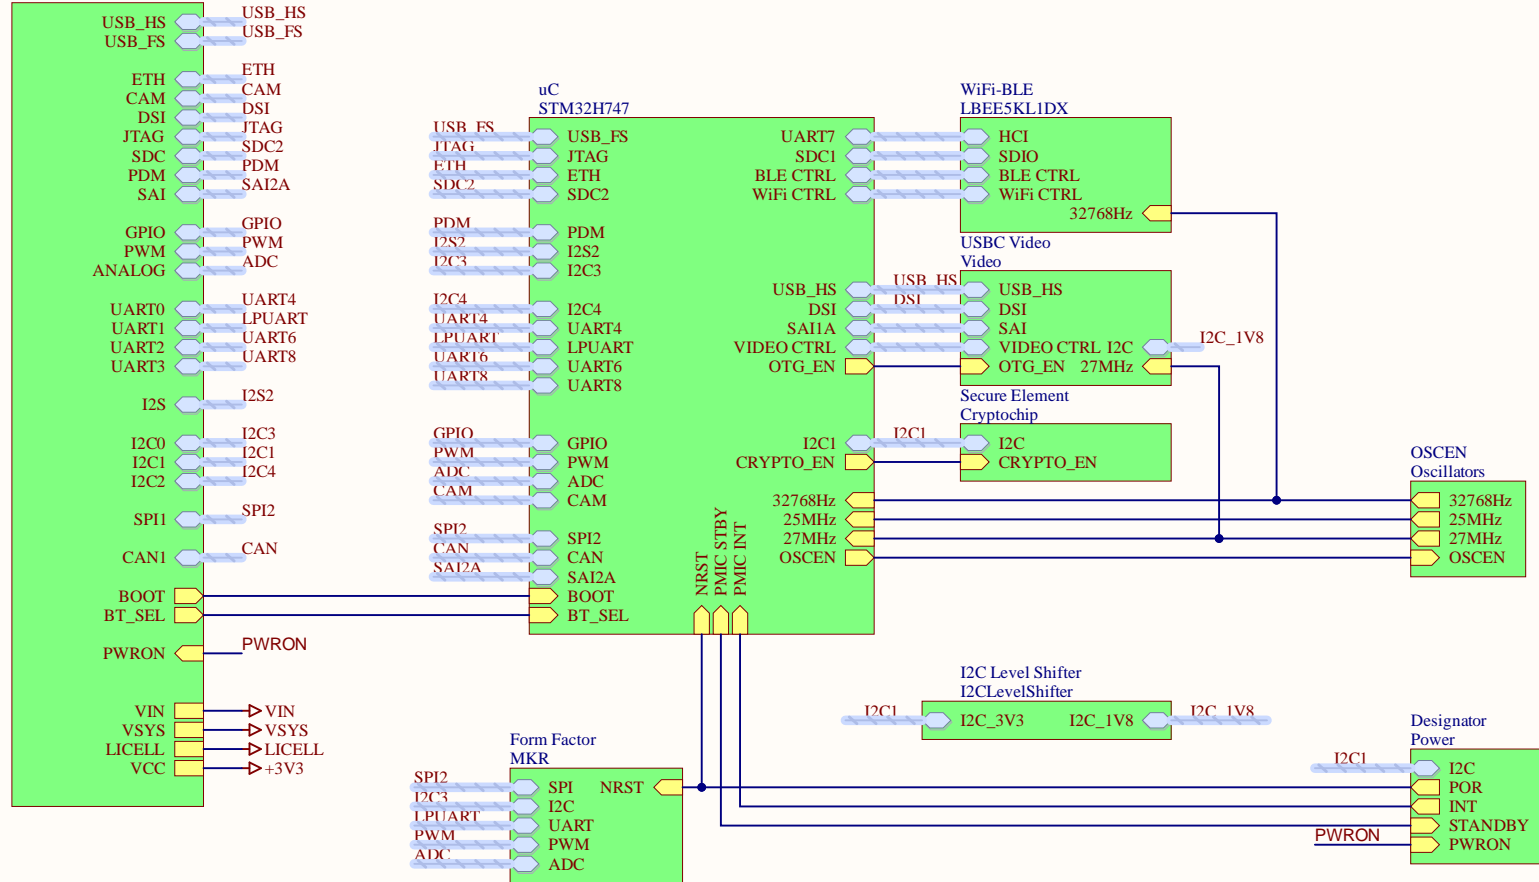 USB_HS
USB_FS
ETH
CAM
DSI
JTAG
SDC
PDM
SAI
GPIO
PWM
ANALOG
UART0
UART1
UART2
UART3
I2S
I2C0
I2C1
I2C2
SPI1
CAN1
BOOT
BT_SEL
PWRON
VIN
VSYS
LICELL
VCC
USB_HS
USB_FS
ETH
CAM
DSI
JTAG
SDC2
PDM
SAI2A
GPIO
PWM
ADC
UART4
LPUART
UART6
UART8
I2S2
I2C3
I2C1
I2C4
SPI2
CAN
PWRON
VIN
VSYS
LICELL
+3V3
uC
STM32H747
USB_FS
JTAG
ETH
SDC2
PDM
I2S2
I2C3
I2C4
UART4
LPUART
UART6
UART8
GPIO
PWM
ADC
CAM
SPI2
CAN
SAI2A
USB_FS
JTAG
ETH
SDC2
PDM
I2S2
I2C3
I2C4
UART4
LPUART
UART6
UART8
GPIO
PWM
ADC
CAM
SPI2
CAN
SAI2A
BOOT
BT_SEL
UART7
SDC1
BLE CTRL
WiFi CTRL
USB_HS
DSI
SAI1A
VIDEO CTRL
OTG_EN
I2C1
CRYPTO_EN
32768Hz
25MHz
27MHz
OSCEN
NRST
PMIC STBY
PMIC INT
WiFi-BLE
LBEE5KL1DX
HCI
SDIO
BLE CTRL
WiFi CTRL
32768Hz
USBC Video
Video
USB_HS
DSI
USB_HS
DSI
SAI
VIDEO CTRL I2C
OTG_EN 27MHz
I2C_1V8
Secure Element
Cryptochip
I2C1
I2C
CRYPTO_EN
OSCEN
Oscillators
32768Hz
25MHz
27MHz
OSCEN
I2C Level Shifter
I2CLevelShifter
I2C1
I2C_3V3 I2C_1V8
I2C_1V8
Form Factor
MKR
SPI2
I2C3
LPUART
PWM
ADC
SPI NRST
I2C
UART
PWM
ADC
Designator
Power
I2C1
PWRON
I2C
POR
INT
STANDBY
PWRON